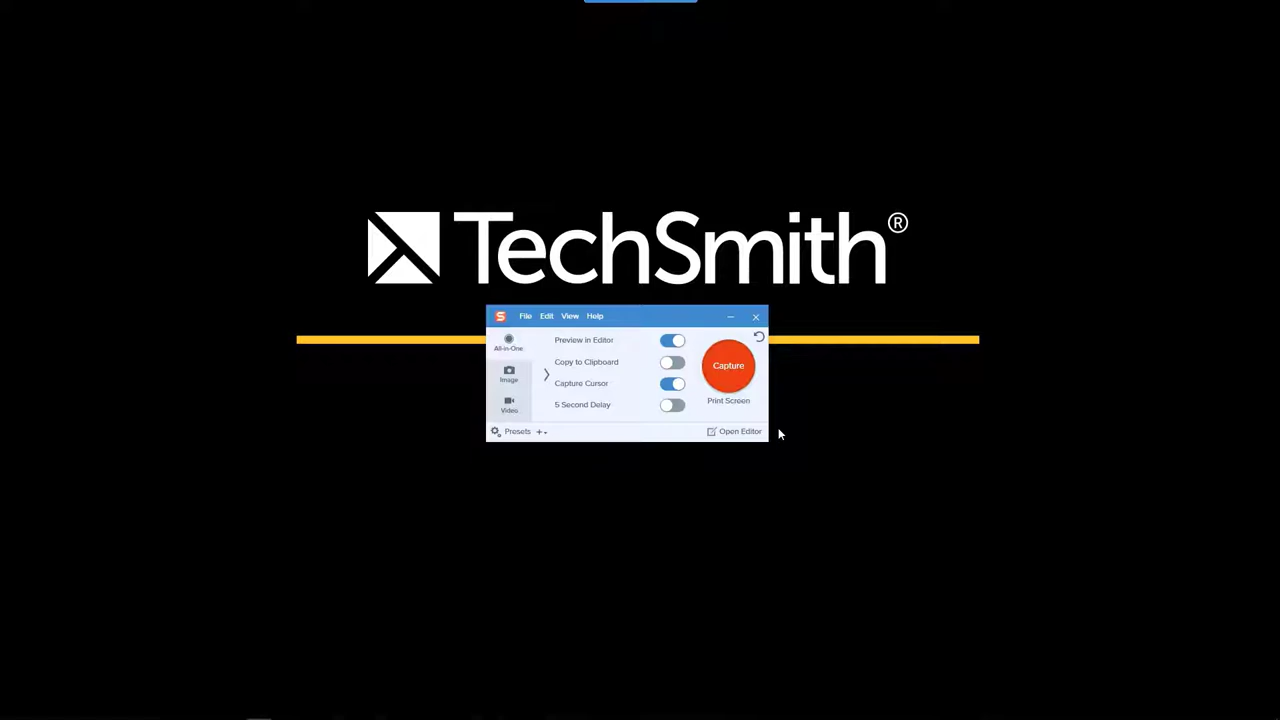 TechSmith®
S File Edit View Help
All-in-One
Image
Video
Preview in Editor
Copy to Clipboard
Capture Cursor
5 Second Delay
Capture
Print Screen
Presets +
Open Editor